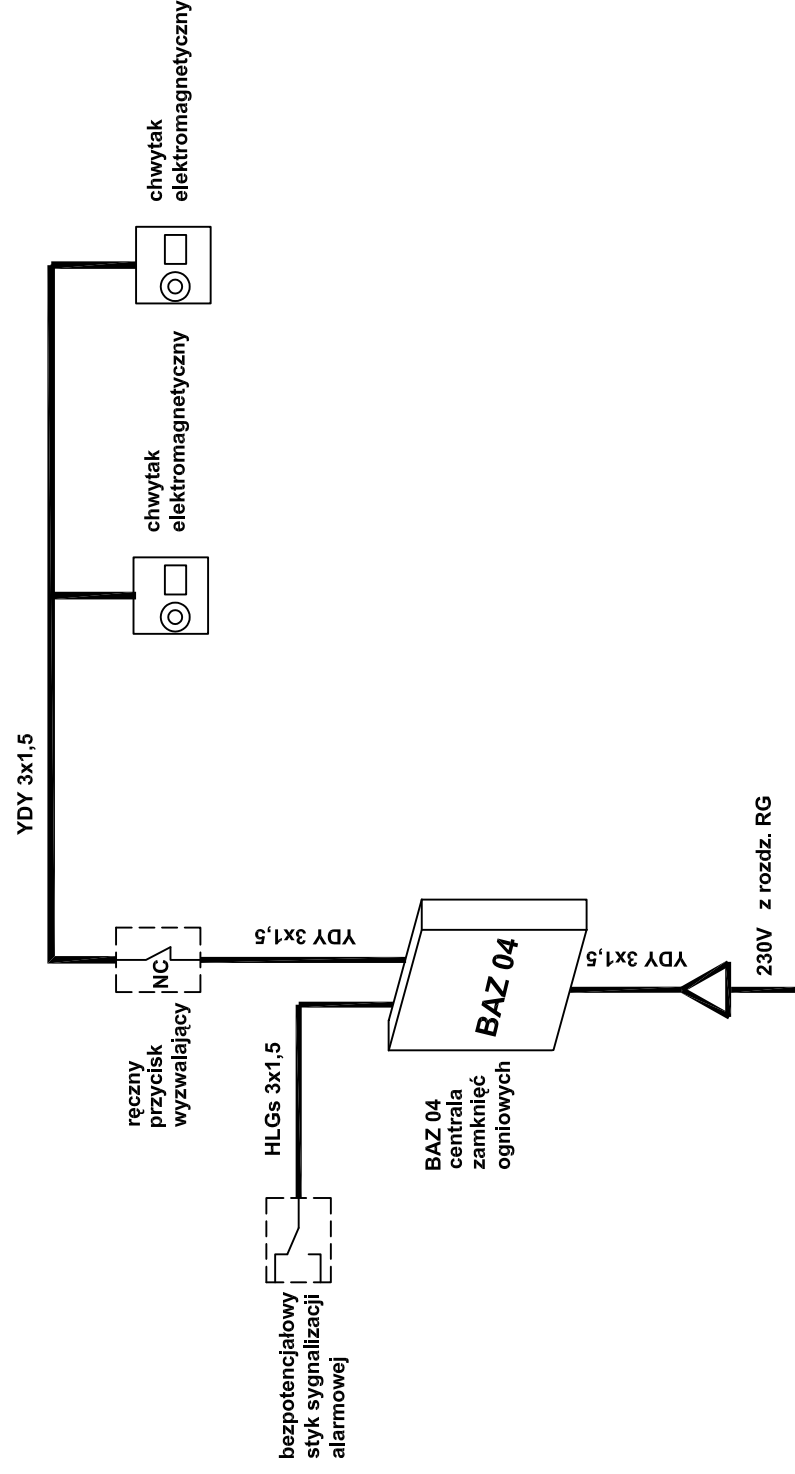 chwytak
elektromagnetyczny
chwytak
elektromagnetyczny
YDY 3x1,5
NC
ręczny
przycisk
wyzwalający
YDY 3x1,5
HLGs 3x1,5
BAZ 04
BAZ 04
centrala
zamknięć
ogniowych
YDY 3x1,5
230V z rozdz. RG
bezpotencjałowy
styk sygnalizacji
alarmowej